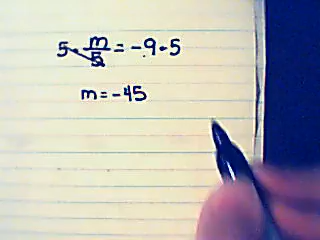 5 · m/5 = -9 · 5
m = -45